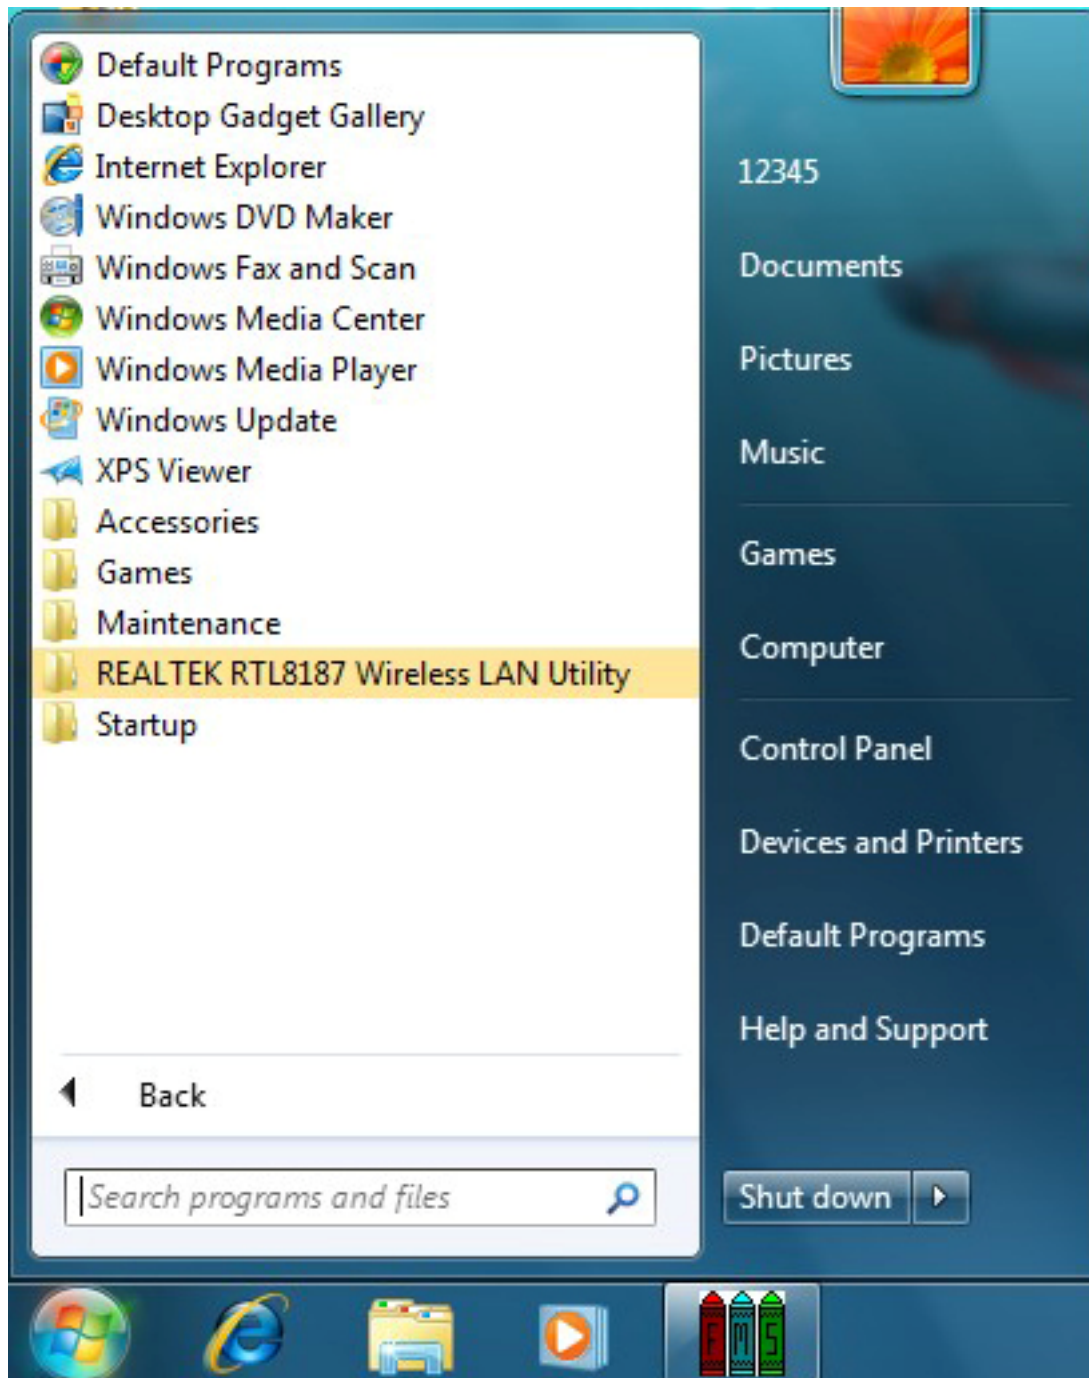 Default Programs
Desktop Gadget Gallery
Internet Explorer
Windows DVD Maker
Windows Fax and Scan
Windows Media Center
Windows Media Player
Windows Update
XPS Viewer
Accessories
Games
Maintenance
REALTEK RTL8187 Wireless LAN Utility
Startup
Back
Search programs and files
12345
Documents
Pictures
Music
Games
Computer
Control Panel
Devices and Printers
Default Programs
Help and Support
Shut down
FMS